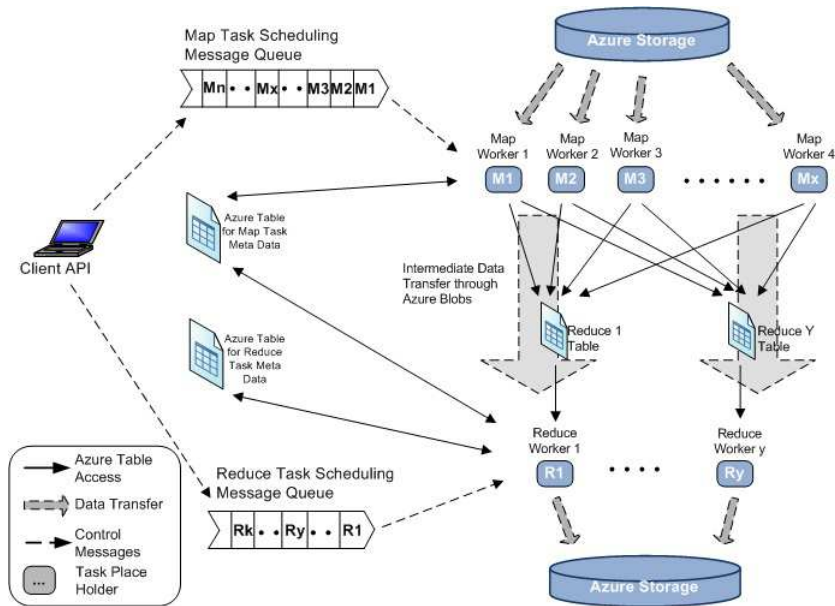 Map Task Scheduling
Message Queue
Mn • • Mx • • M3 M2 M1
Azure Storage
Map
Worker 1
Map
Worker 2
Map
Worker 3
Map
Worker 4
M1
M2
M3
• • • • • •
Mx
Client API
Azure Table
for Map Task
Meta Data
Intermediate Data
Transfer through
Azure Blobs
Azure Table
for Reduce
Task Meta
Data
Reduce 1
Table
Reduce Y
Table
Reduce
Worker 1
R1
• • • •
Reduce
Worker y
Ry
Reduce Task Scheduling
Message Queue
Rk • • Ry • • R1
Azure Storage
Azure Table
Access
Data Transfer
Control
Messages
...
Task Place
Holder